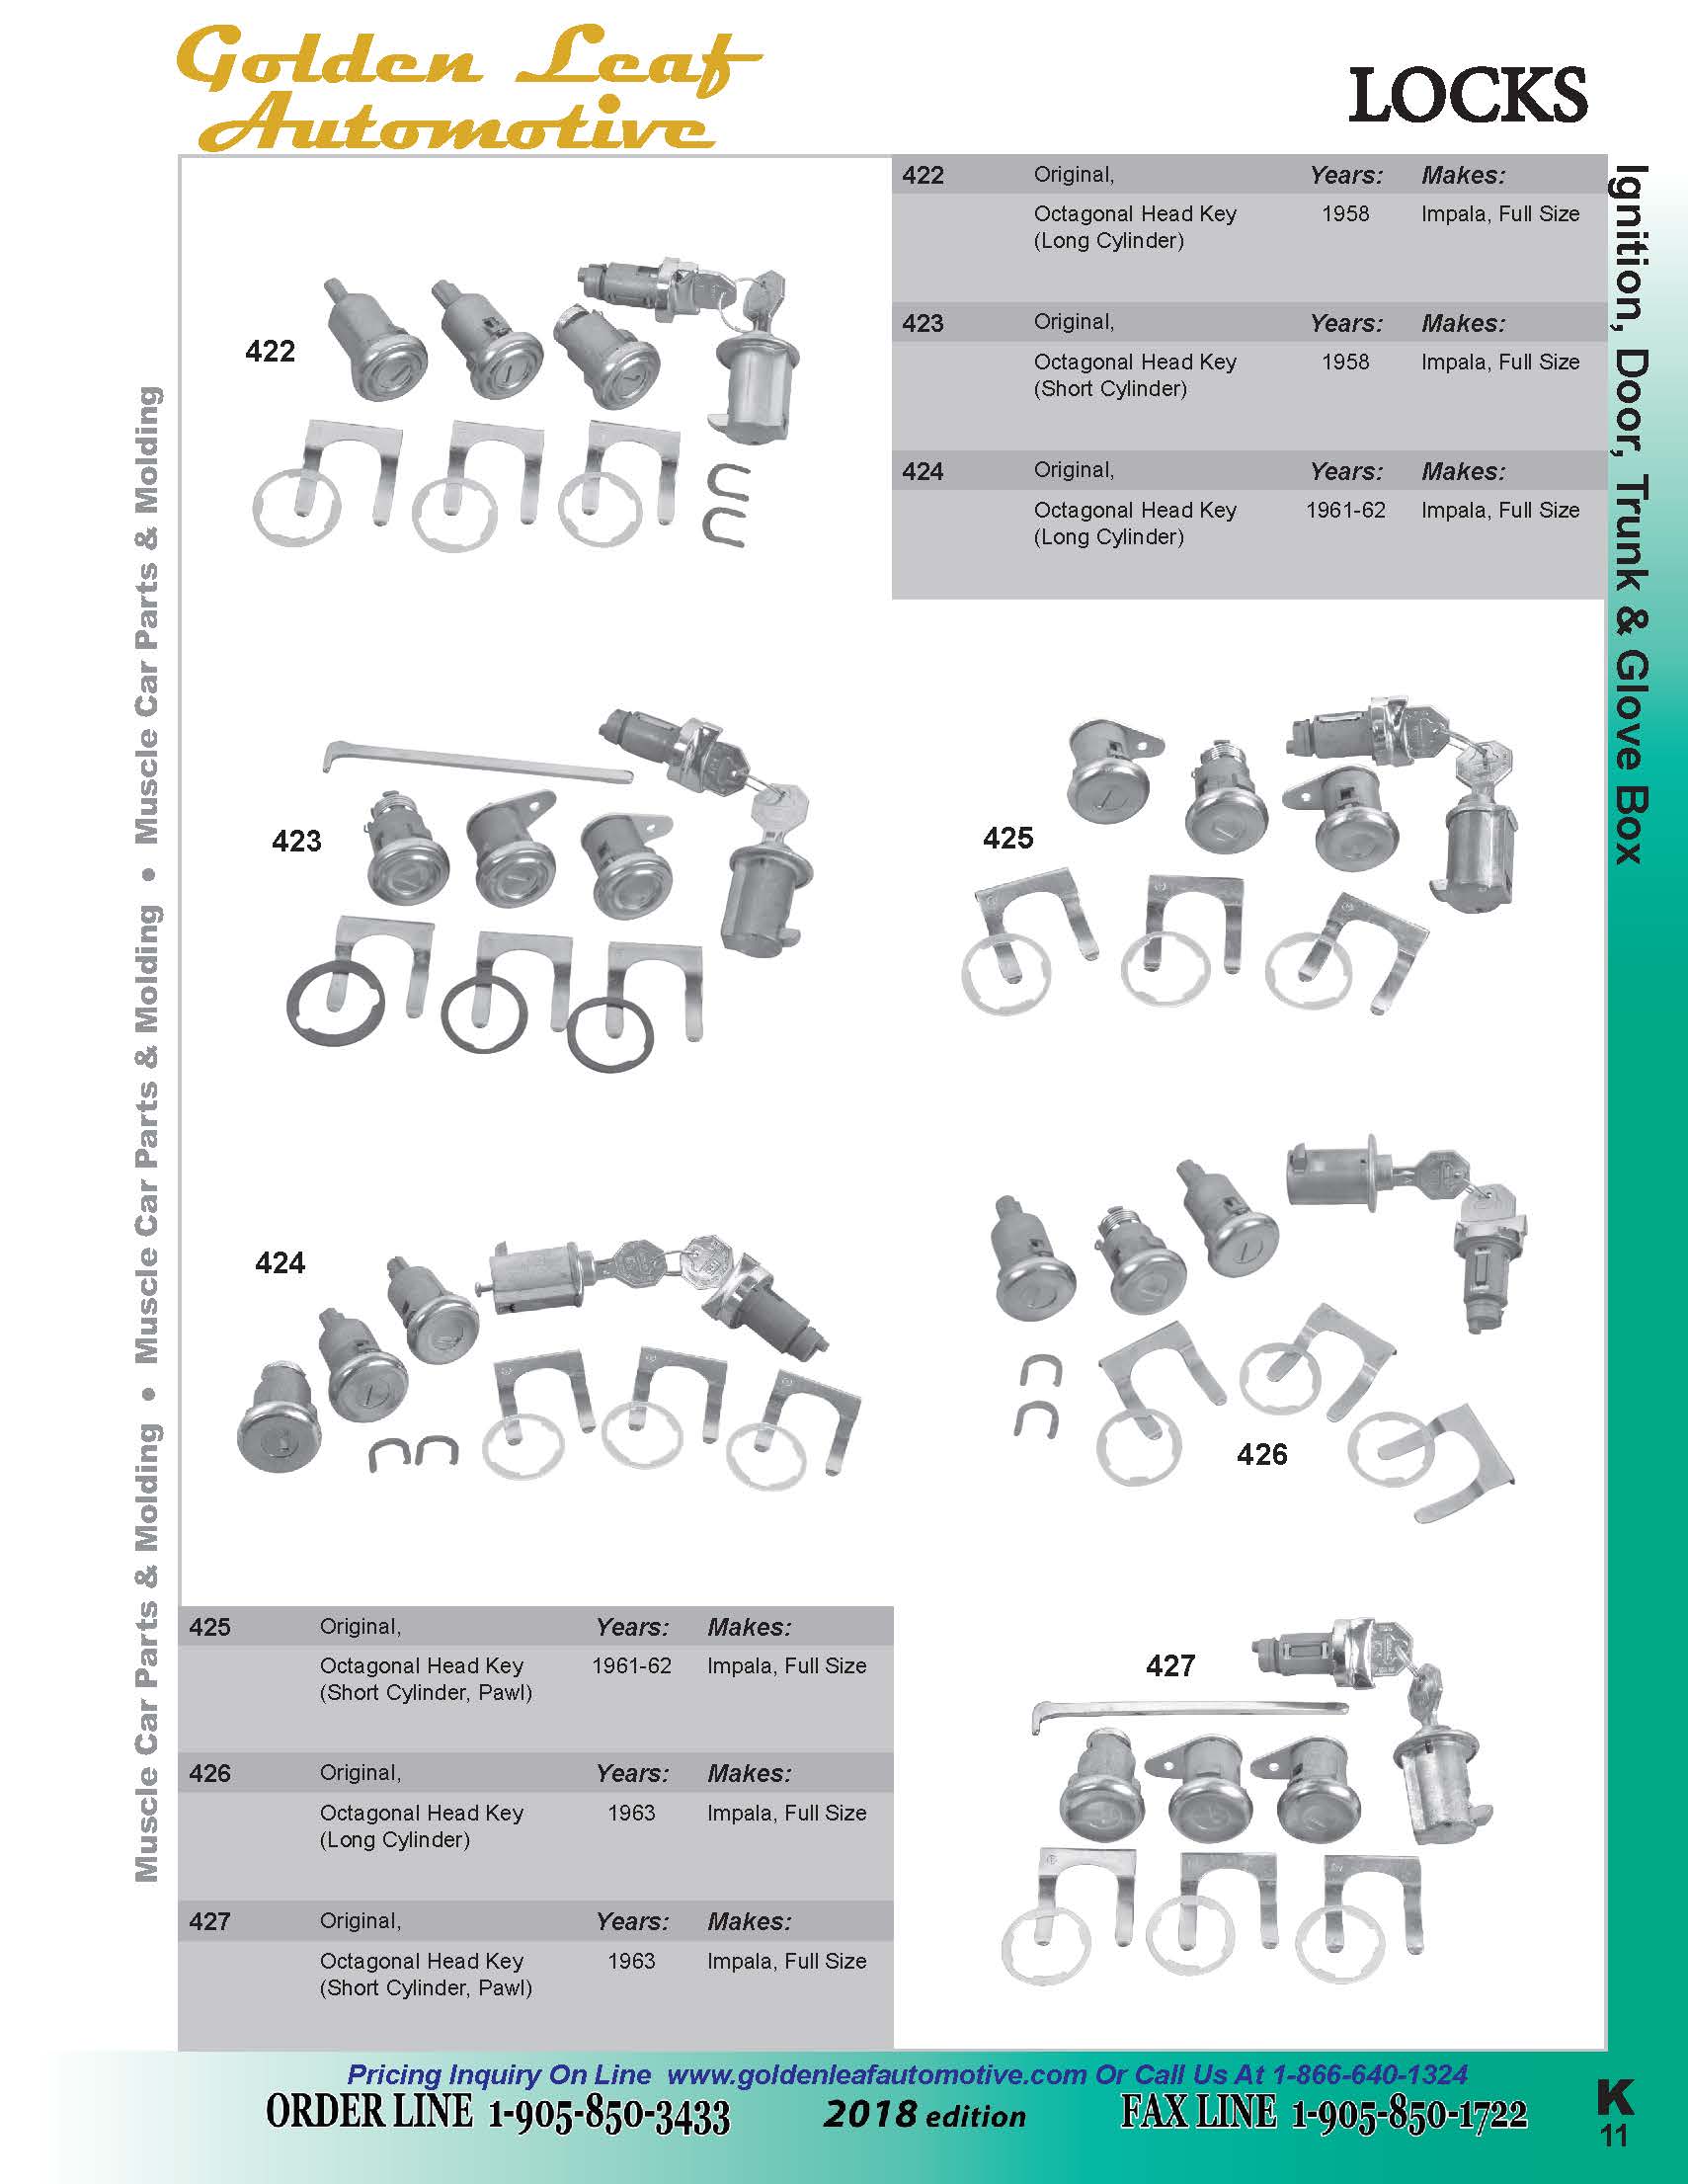 Golden Leaf
Automotive
LOCKS
422 Original, Years: Makes:
Octagonal Head Key 1958 Impala, Full Size
(Long Cylinder)
423 Original, Years: Makes:
Octagonal Head Key 1958 Impala, Full Size
(Short Cylinder)
424 Original, Years: Makes:
Octagonal Head Key 1961-62 Impala, Full Size
(Long Cylinder)
Ignition, Door, Trunk & Glove Box
Muscle Car Parts & Molding • Muscle Car Parts & Molding • Muscle Car Parts & Molding
422
423
425
424
426
427
425 Original, Years: Makes:
Octagonal Head Key 1961-62 Impala, Full Size
(Short Cylinder, Pawl)
426 Original, Years: Makes:
Octagonal Head Key 1963 Impala, Full Size
(Long Cylinder)
427 Original, Years: Makes:
Octagonal Head Key 1963 Impala, Full Size
(Short Cylinder, Pawl)
Pricing Inquiry On Line www.goldenleafautomotive.com Or Call Us At 1-866-640-1324
ORDER LINE 1-905-850-3433 2018 edition FAX LINE 1-905-850-1722
K
11